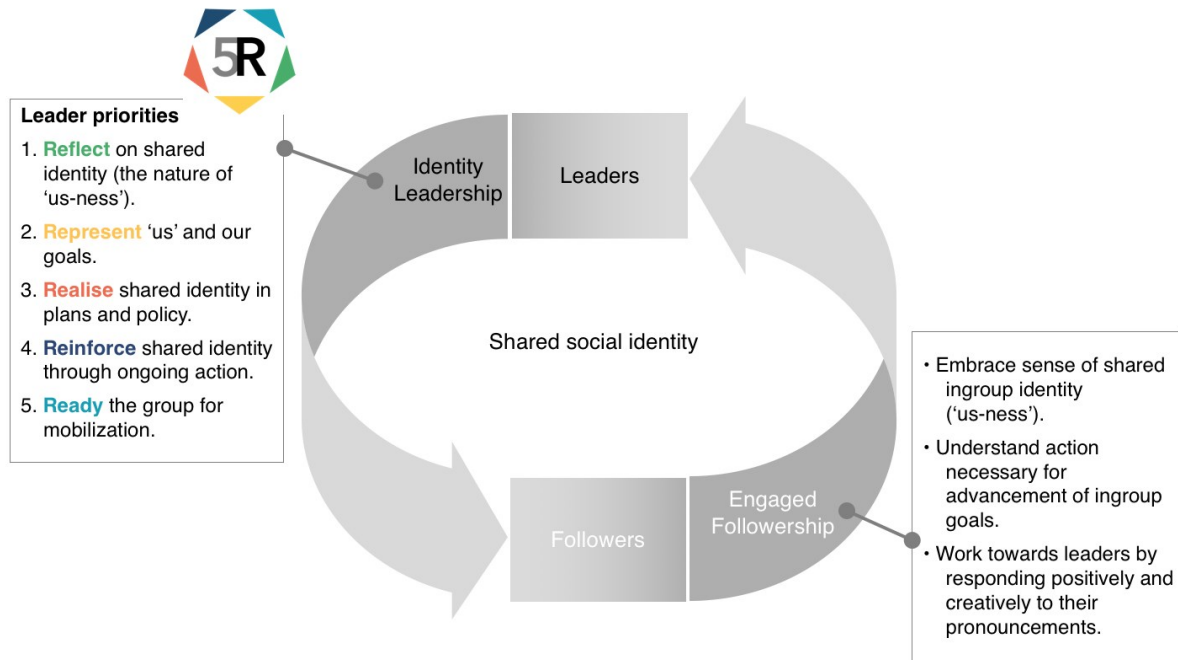 5R
Leader priorities
1. Reflect on shared
identity (the nature of
‘us-ness’).
2. Represent ‘us’ and our
goals.
3. Realise shared identity in
plans and policy.
4. Reinforce shared identity
through ongoing action.
5. Ready the group for
mobilization.
Identity
Leadership
Leaders
Shared social identity
Followers
Engaged
Followership
• Embrace sense of shared
ingroup identity
(‘us-ness’).
• Understand action
necessary for
advancement of ingroup
goals.
• Work towards leaders by
responding positively and
creatively to their
pronouncements.